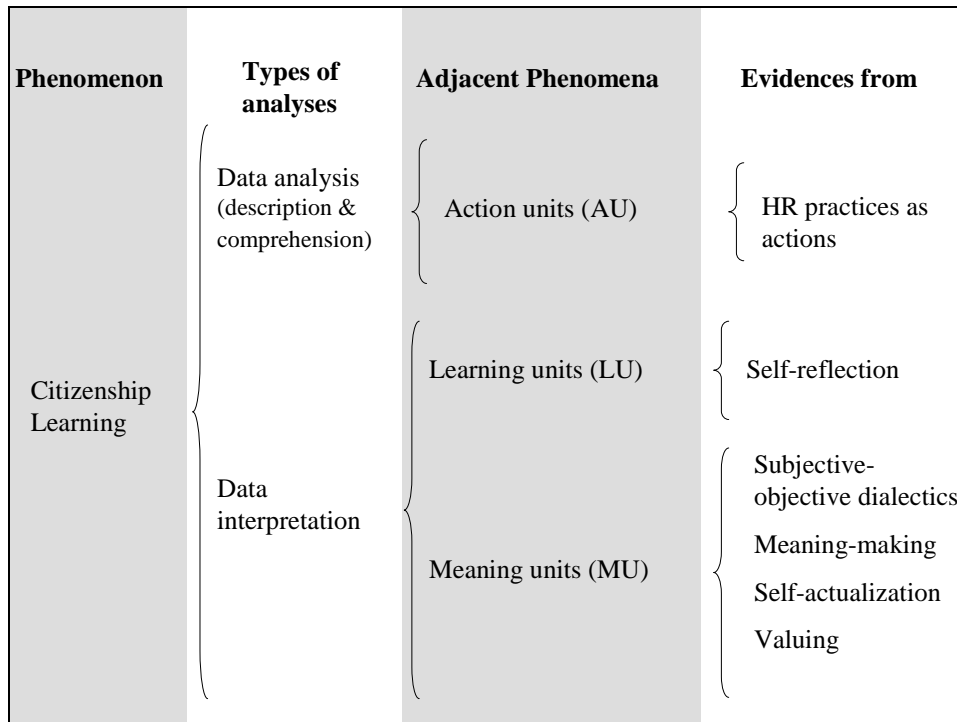 Phenomenon
Types of
analyses
Adjacent Phenomena
Evidences from
Data analysis
(description &
comprehension)
Action units (AU)
HR practices as
actions
Citizenship
Learning
Learning units (LU)
Self-reflection
Data
interpretation
Meaning units (MU)
Subjective-
objective dialectics
Meaning-making
Self-actualization
Valuing